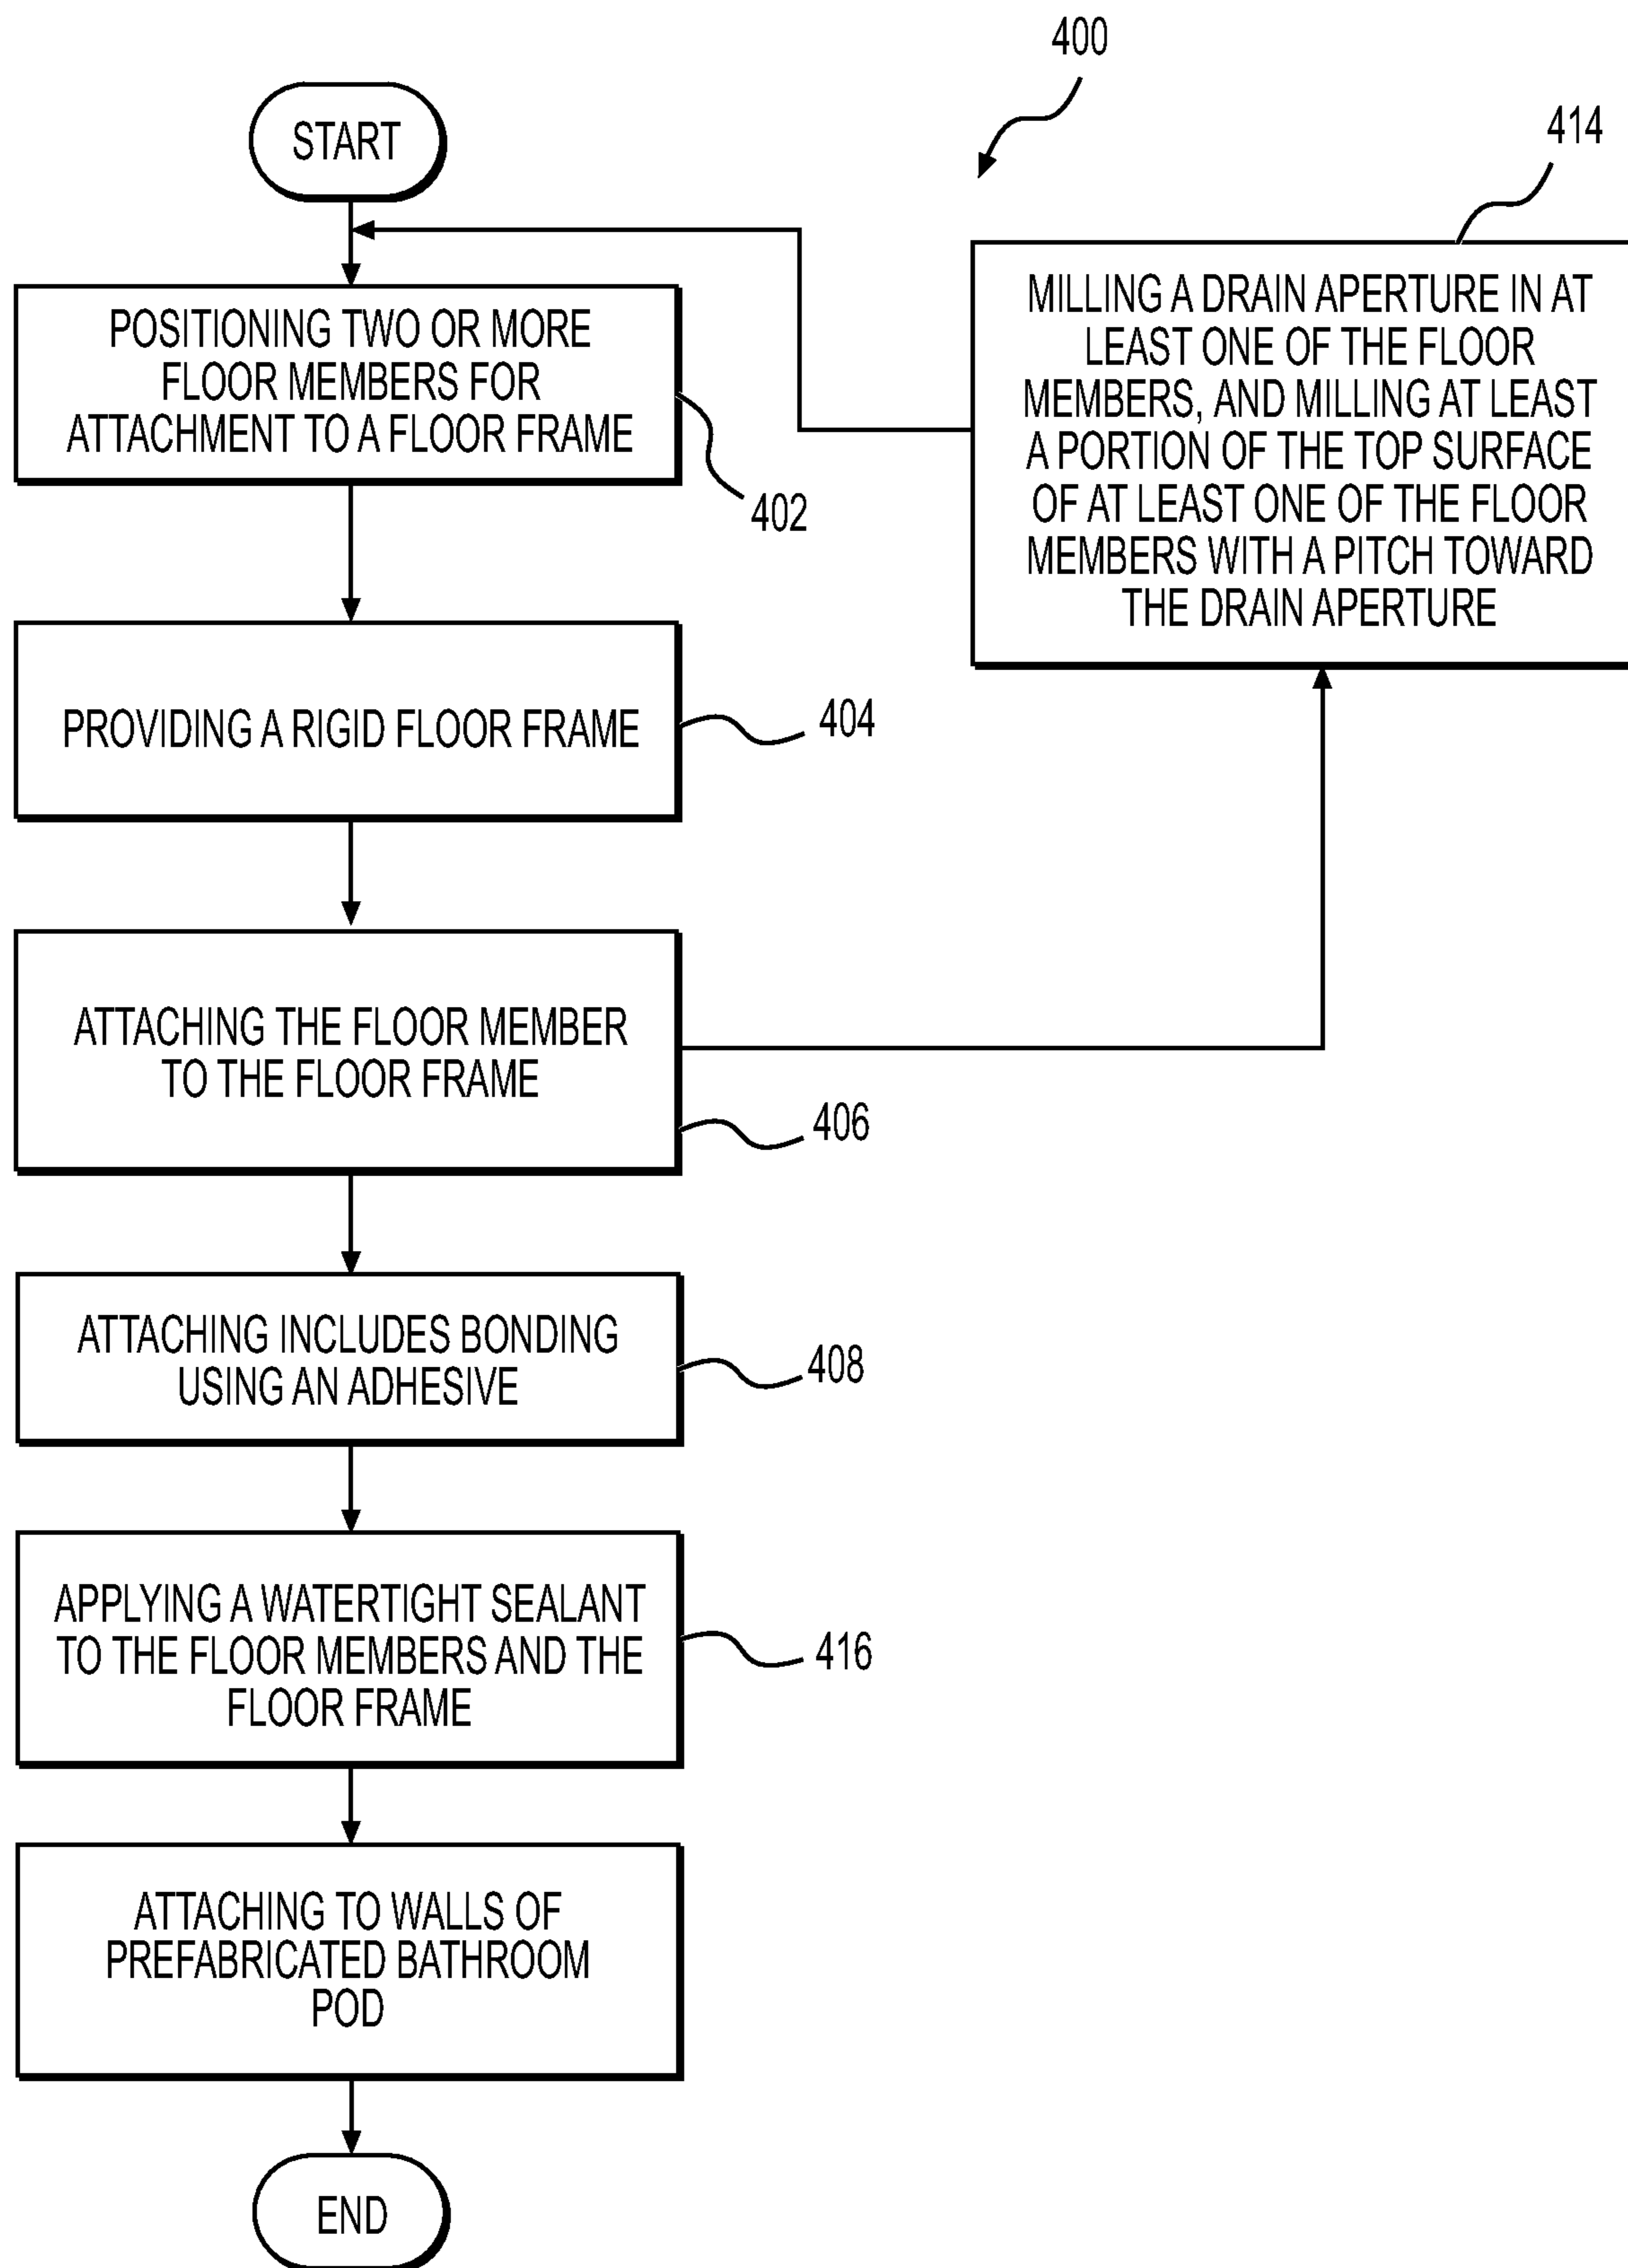 400
START
414
MILLING A DRAIN APERTURE IN AT
LEAST ONE OF THE FLOOR
MEMBERS, AND MILLING AT LEAST
A PORTION OF THE TOP SURFACE
OF AT LEAST ONE OF THE FLOOR
MEMBERS WITH A PITCH TOWARD
THE DRAIN APERTURE
POSITIONING TWO OR MORE
FLOOR MEMBERS FOR
ATTACHMENT TO A FLOOR FRAME
402
PROVIDING A RIGID FLOOR FRAME
404
ATTACHING THE FLOOR MEMBER
TO THE FLOOR FRAME
406
ATTACHING INCLUDES BONDING
USING AN ADHESIVE
408
APPLYING A WATERTIGHT SEALANT
TO THE FLOOR MEMBERS AND THE
FLOOR FRAME
416
ATTACHING TO WALLS OF
PREFABRICATED BATHROOM
POD
END